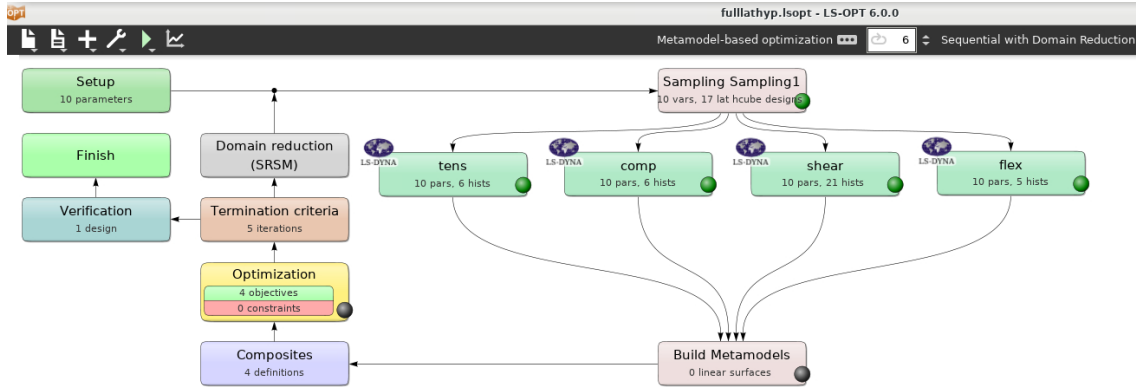 OPT
fulllathyp.lsopt - LS-OPT 6.0.0
Metamodel-based optimization
6
Sequential with Domain Reduction
Setup
10 parameters
Sampling Sampling1
10 vars, 17 lat hcube designs
Finish
Domain reduction
(SRSM)
LS-DYNA
tens
10 pars, 6 hists
LS-DYNA
comp
10 pars, 6 hists
LS-DYNA
shear
10 pars, 21 hists
LS-DYNA
flex
10 pars, 5 hists
Verification
1 design
Termination criteria
5 iterations
Optimization
4 objectives
0 constraints
Composites
4 definitions
Build Metamodels
0 linear surfaces